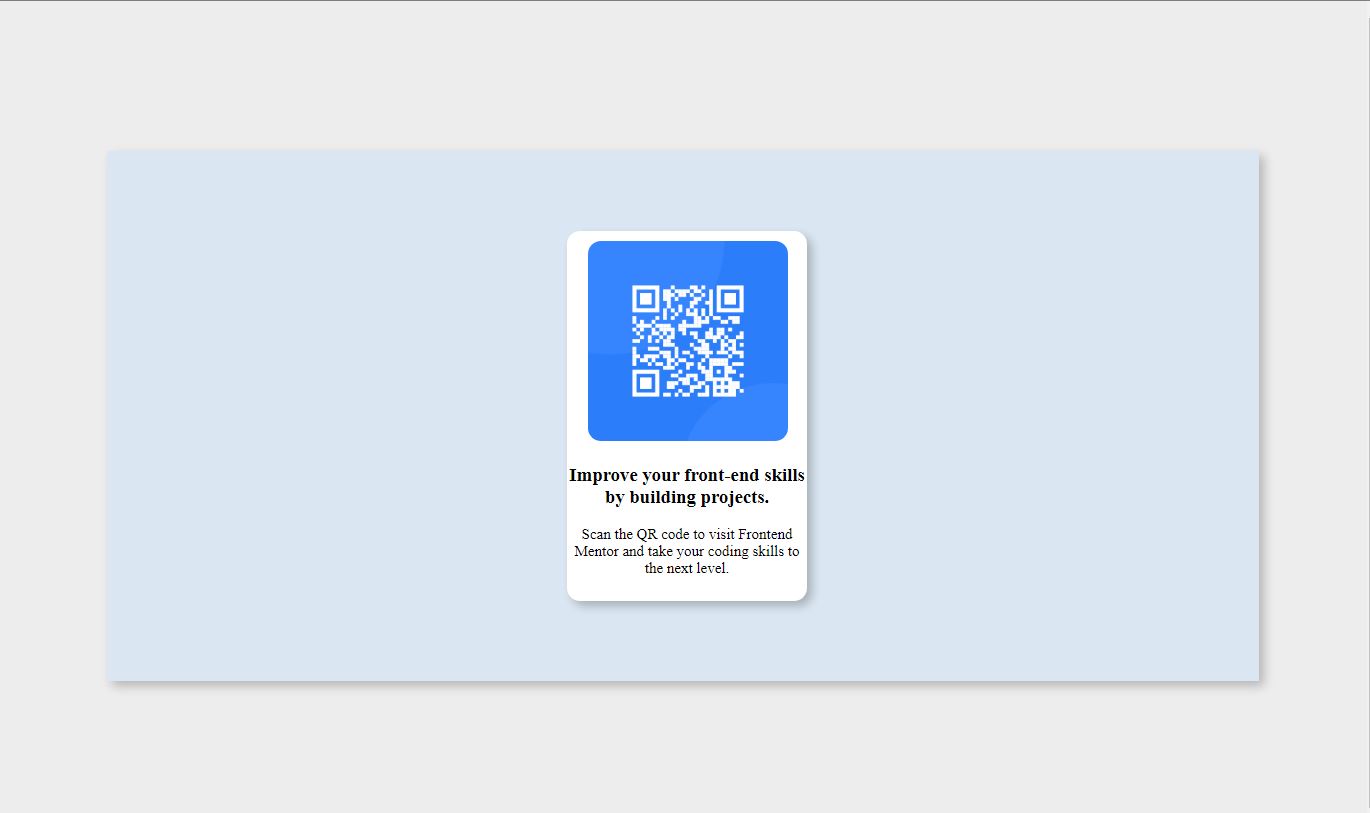 Improve your front-end skills
by building projects.
Scan the QR code to visit Frontend
Mentor and take your coding skills to
the next level.